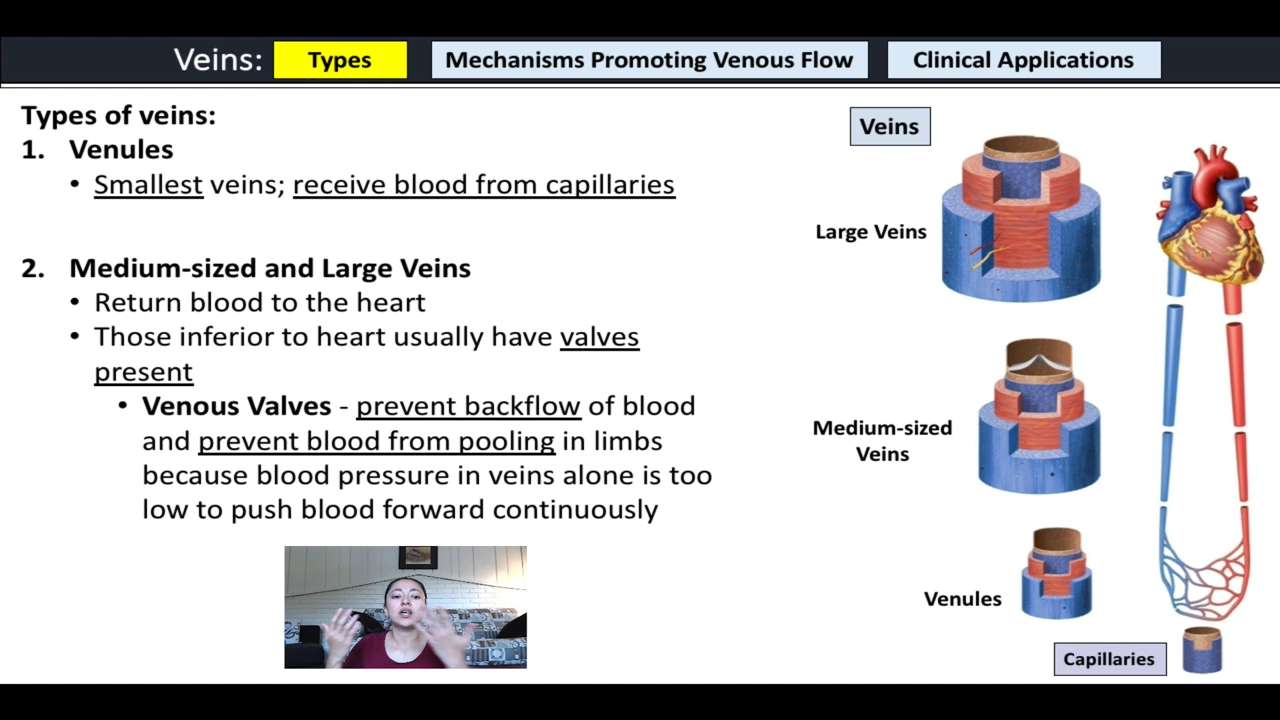 Veins: Types Mechanisms Promoting Venous Flow Clinical Applications
Types of veins:
1. Venules
• Smallest veins; receive blood from capillaries
2. Medium-sized and Large Veins
• Return blood to the heart
• Those inferior to heart usually have valves
present
• Venous Valves - prevent backflow of blood
and prevent blood from pooling in limbs
because blood pressure in veins alone is too
low to push blood forward continuously
Veins
Large Veins
Medium-sized
Veins
Venules
Capillaries